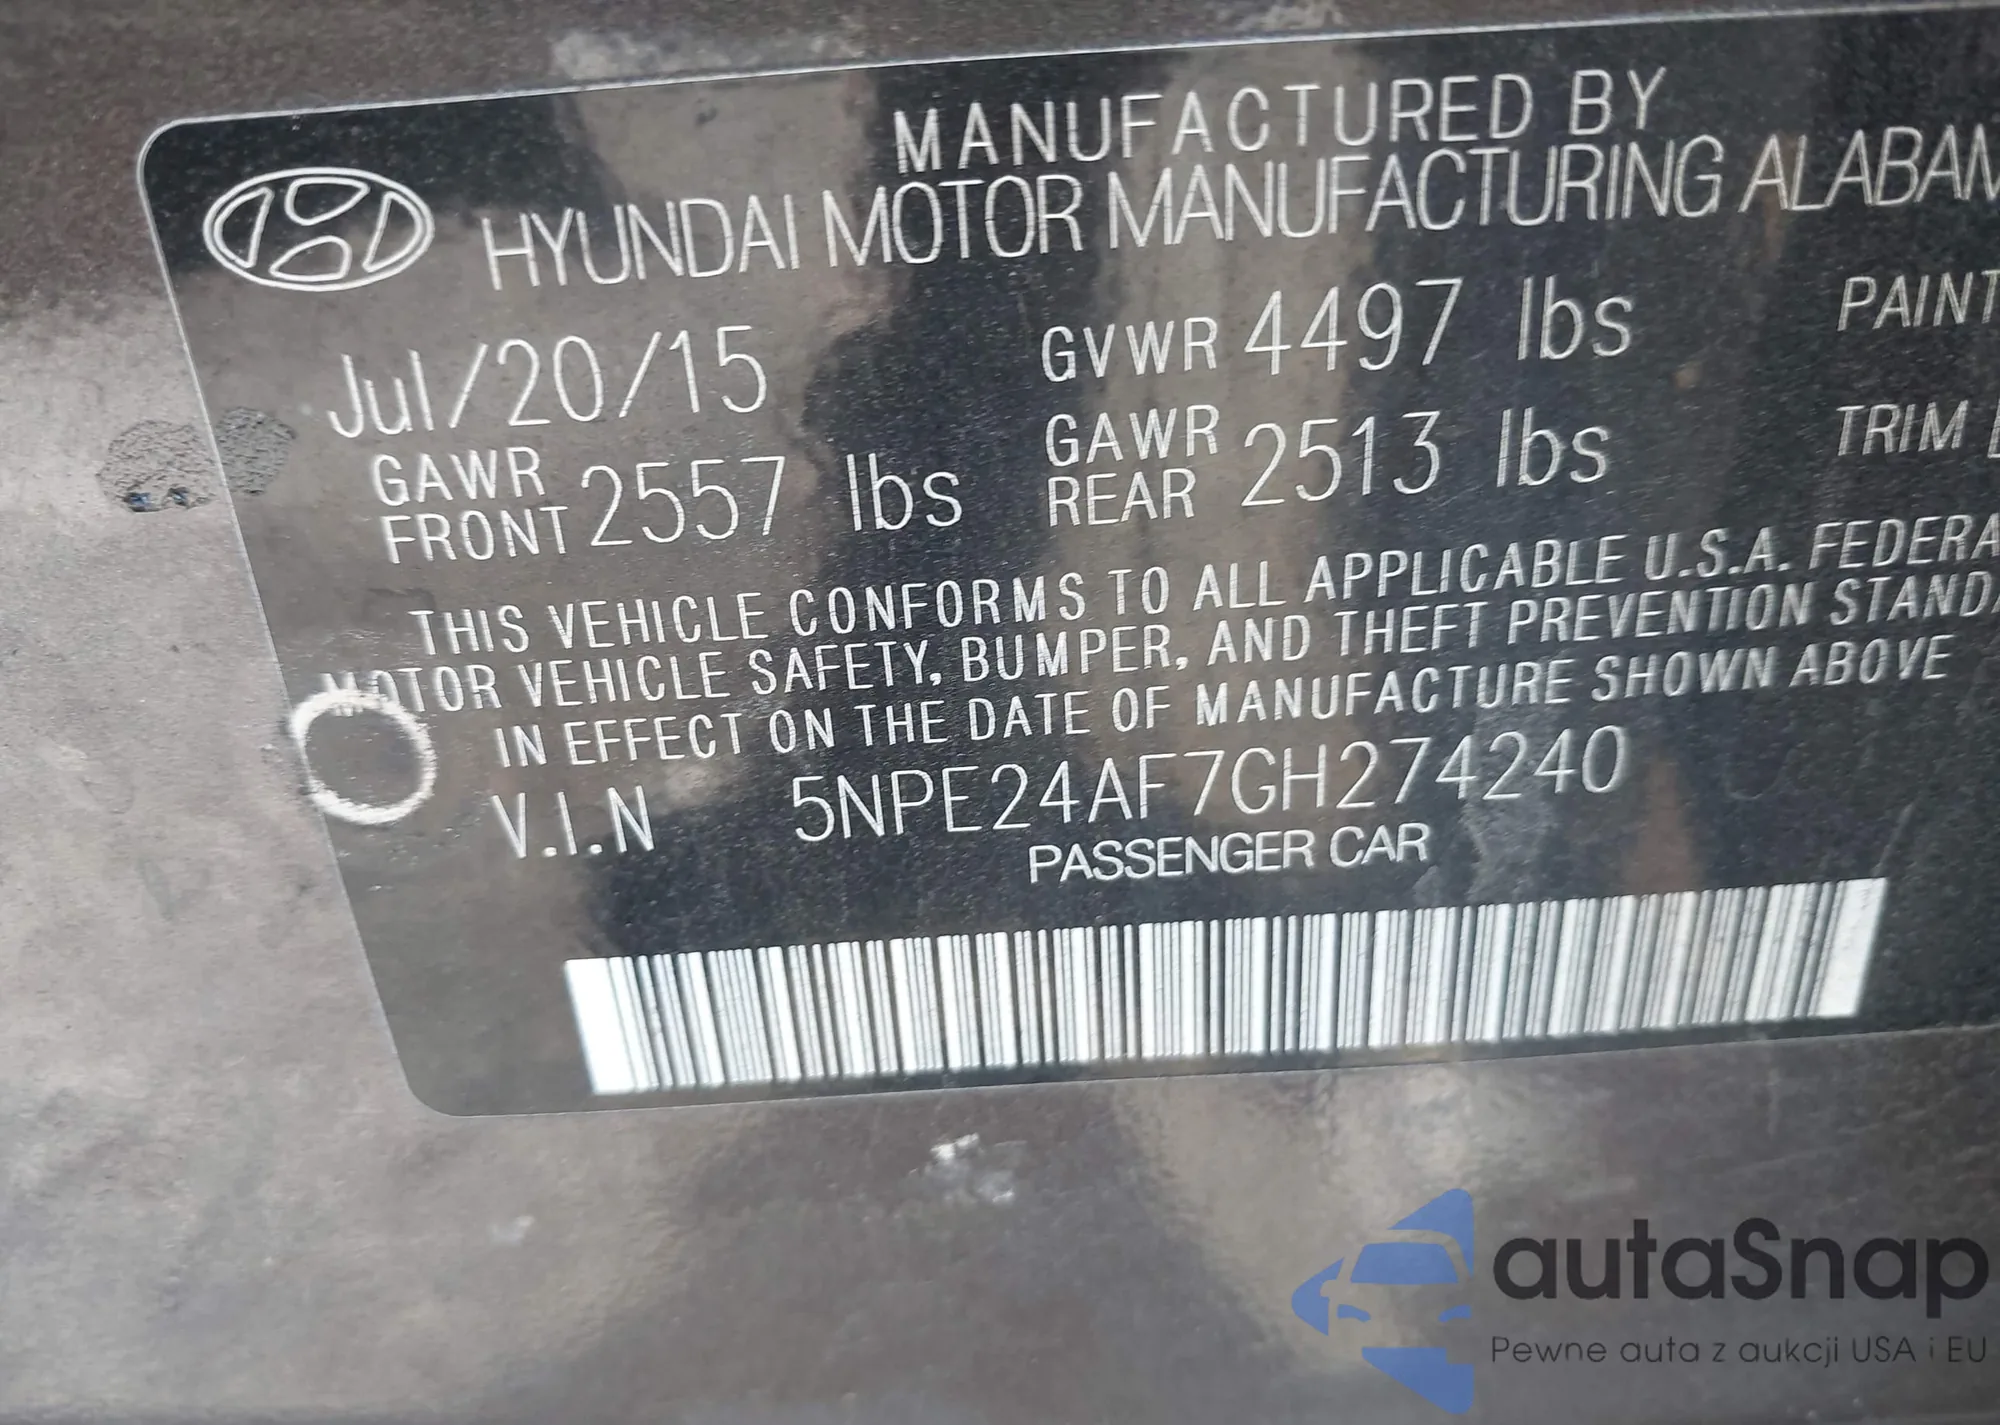 MANUFACTURED BY
HYUNDAI MOTOR MANUFACTURING ALABAM
Jul/20/15 GVWR 4497 lbs PAINT
GAWR FRONT 2557 lbs GAWR REAR 2513 lbs TRIM
THIS VEHICLE CONFORMS TO ALL APPLICABLE U.S.A. FEDERA
MOTOR VEHICLE SAFETY, BUMPER, AND THEFT PREVENTION STANDA
IN EFFECT ON THE DATE OF MANUFACTURE SHOWN ABOVE
V.I.N 5NPE24AF7GH274240
PASSENGER CAR
autaSnap
Pewne auta z aukcji USA i EU